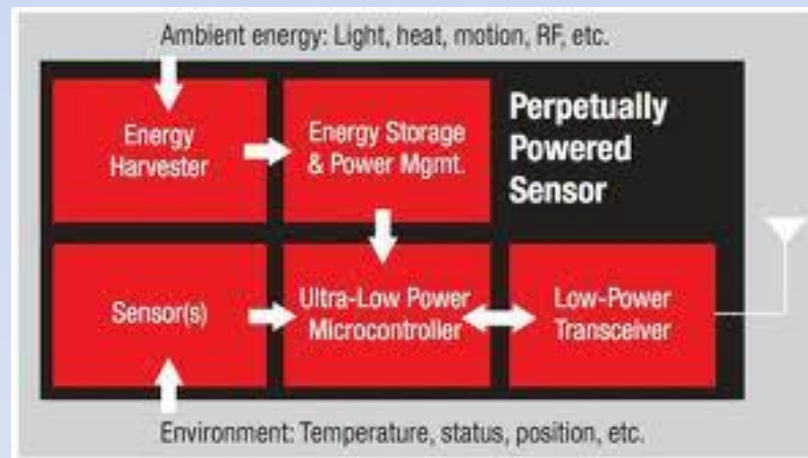 Ambient energy: Light, heat, motion, RF, etc.
Energy
Harvester
Energy Storage
& Power Mgmt.
Perpetually
Powered
Sensor
Sensor(s)
Ultra-Low Power
Microcontroller
Low-Power
Transceiver
Environment: Temperature, status, position, etc.